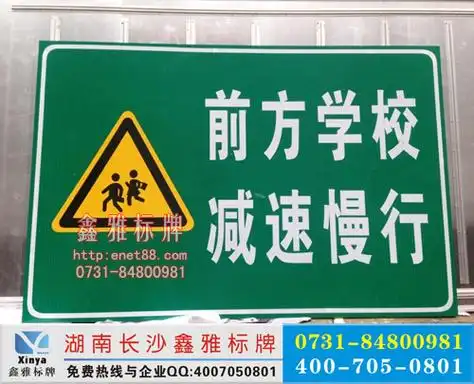 前方学校
减速慢行
鑫雅标牌
http:enet88.com
0731-84800981
Xinya
鑫雅标牌
湖南长沙鑫雅标牌
免费热线与企业QQ:4007050801
0731-84800981
400-705-0801